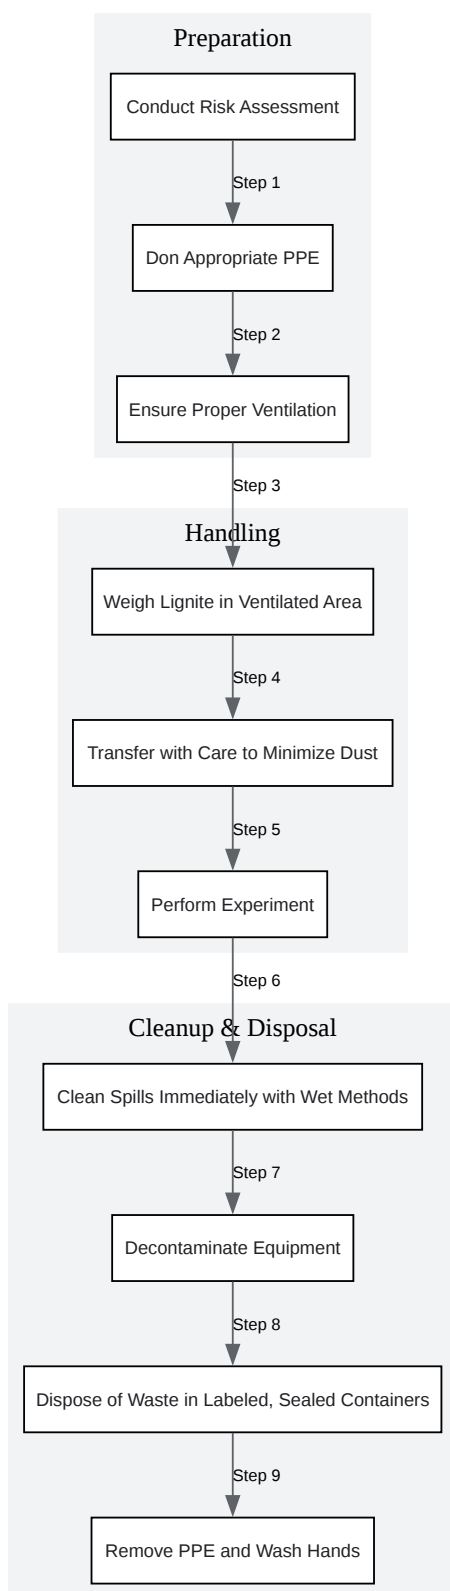 Preparation
Conduct Risk Assessment
Step 1
Don Appropriate PPE
Step 2
Ensure Proper Ventilation
Step 3
Handling
Weigh Lignite in Ventilated Area
Step 4
Transfer with Care to Minimize Dust
Step 5
Perform Experiment
Step 6
Cleanup & Disposal
Clean Spills Immediately with Wet Methods
Step 7
Decontaminate Equipment
Step 8
Dispose of Waste in Labeled, Sealed Containers
Step 9
Remove PPE and Wash Hands